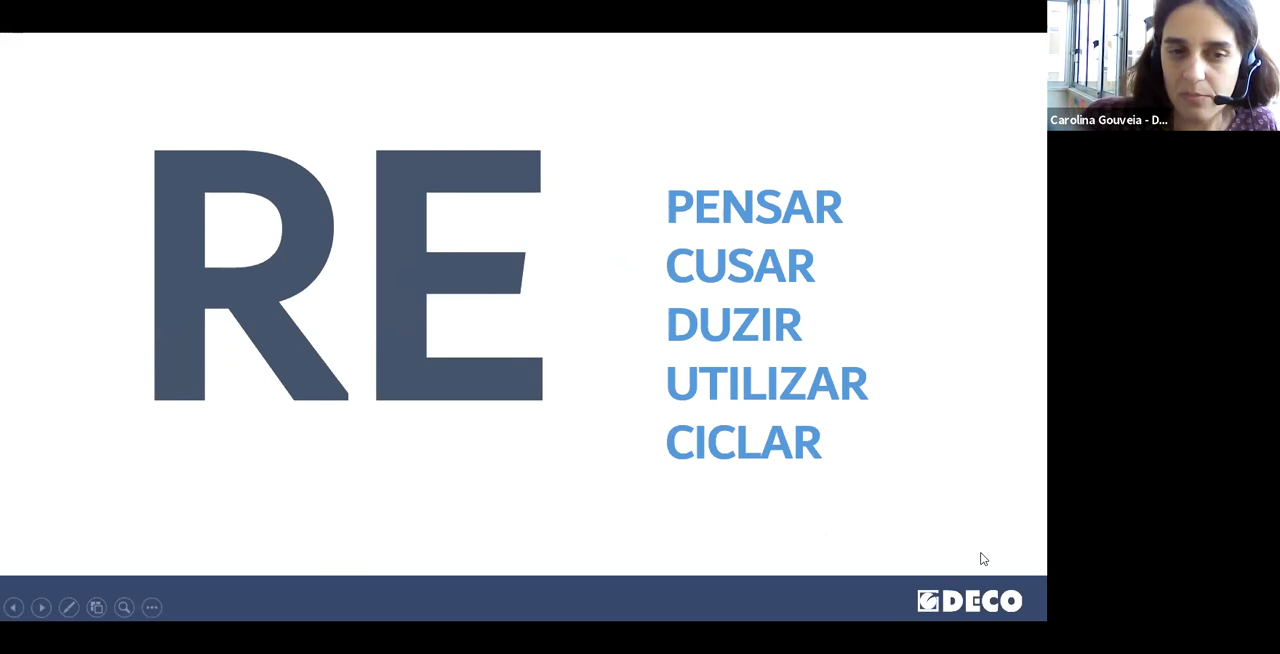 Carolina Gouveia - D...
RE
PENSAR
CUSAR
DUZIR
UTILIZAR
CICLAR
DECO